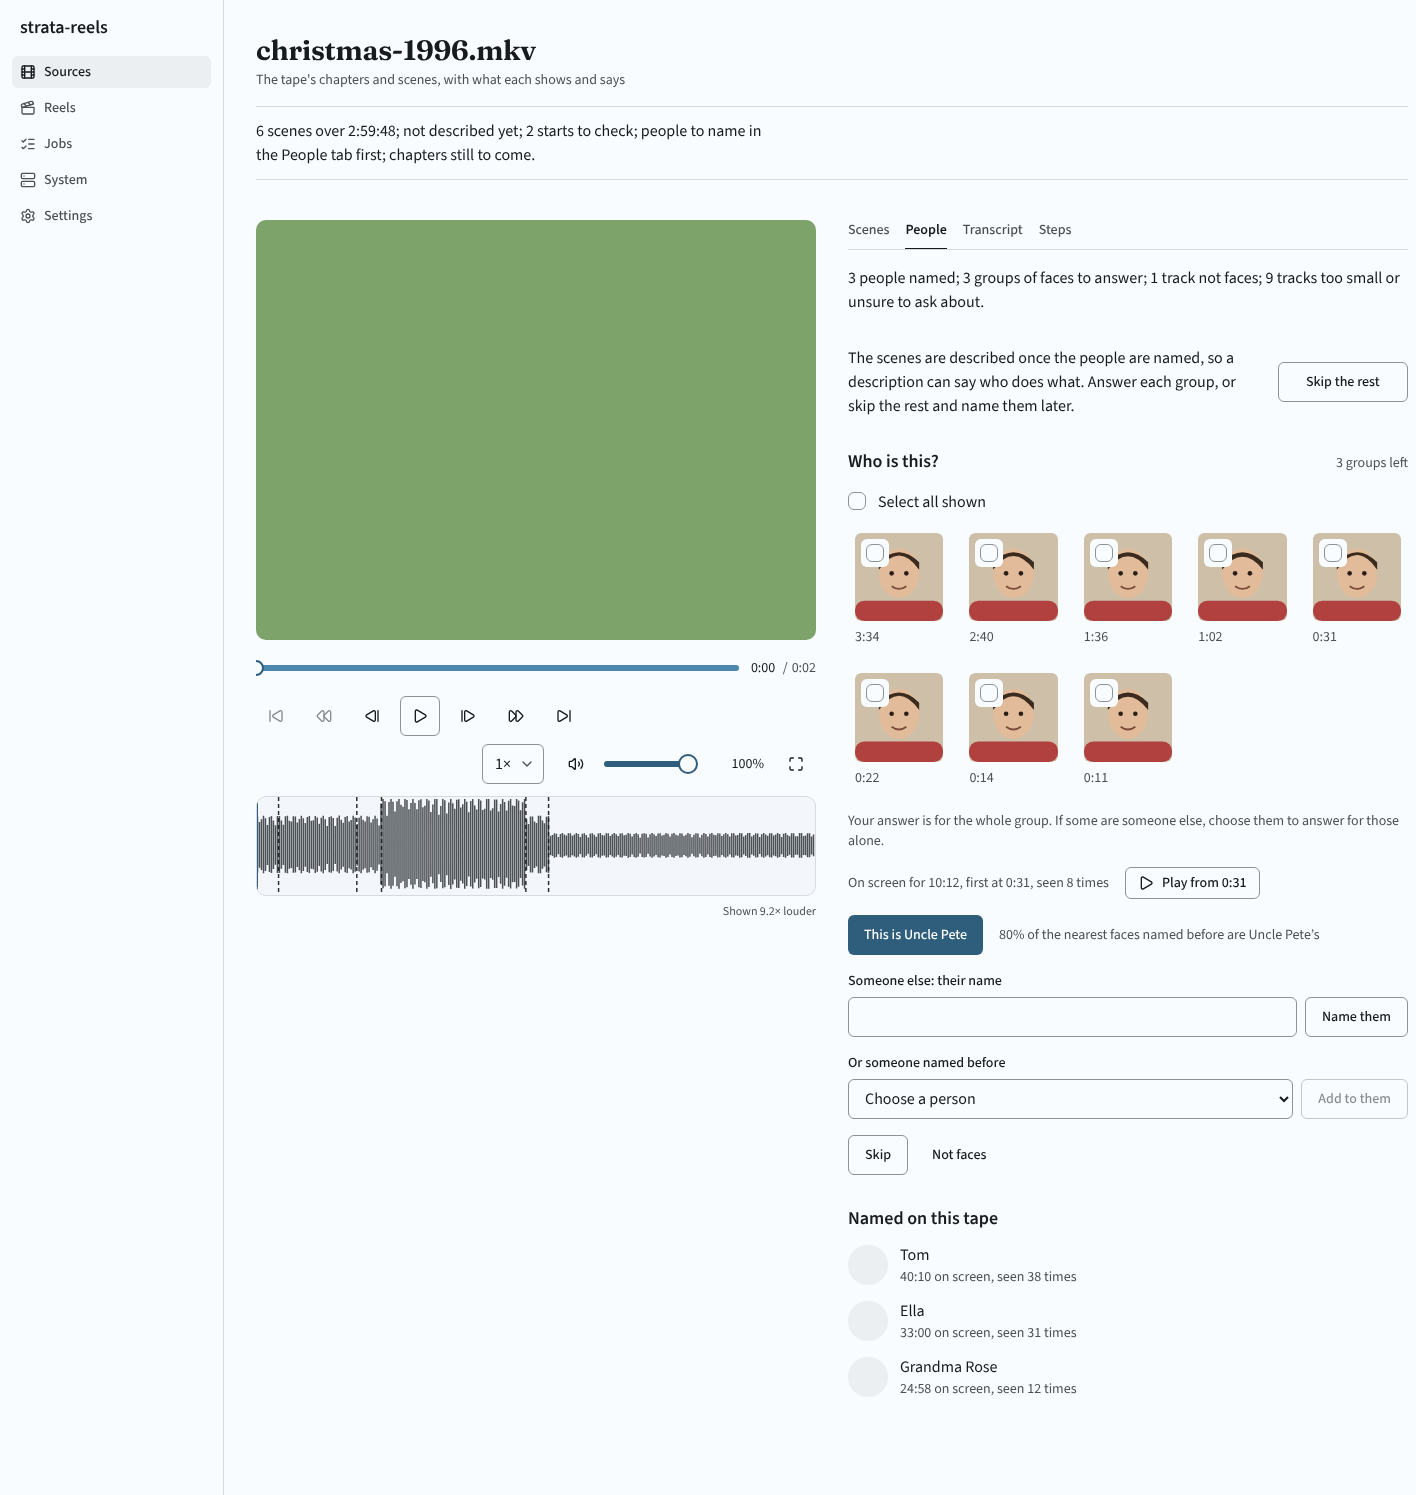 strata-reels
Sources
Reels
Jobs
System
Settings
christmas-1996.mkv
The tape's chapters and scenes, with what each shows and says
6 scenes over 2:59:48; not described yet; 2 starts to check; people to name in
the People tab first; chapters still to come.
0:00 / 0:02
1×
100%
Shown 9.2× louder
Scenes People Transcript Steps
3 people named; 3 groups of faces to answer; 1 track not faces; 9 tracks too small or
unsure to ask about.
The scenes are described once the people are named, so a
description can say who does what. Answer each group, or
skip the rest and name them later.
Skip the rest
Who is this?
3 groups left
Select all shown
3:34 2:40 1:36 1:02 0:31
0:22 0:14 0:11
Your answer is for the whole group. If some are someone else, choose them to answer for those
alone.
On screen for 10:12, first at 0:31, seen 8 times
Play from 0:31
This is Uncle Pete
80% of the nearest faces named before are Uncle Pete’s
Someone else: their name
Name them
Or someone named before
Choose a person
Add to them
Skip
Not faces
Named on this tape
Tom
40:10 on screen, seen 38 times
Ella
33:00 on screen, seen 31 times
Grandma Rose
24:58 on screen, seen 12 times